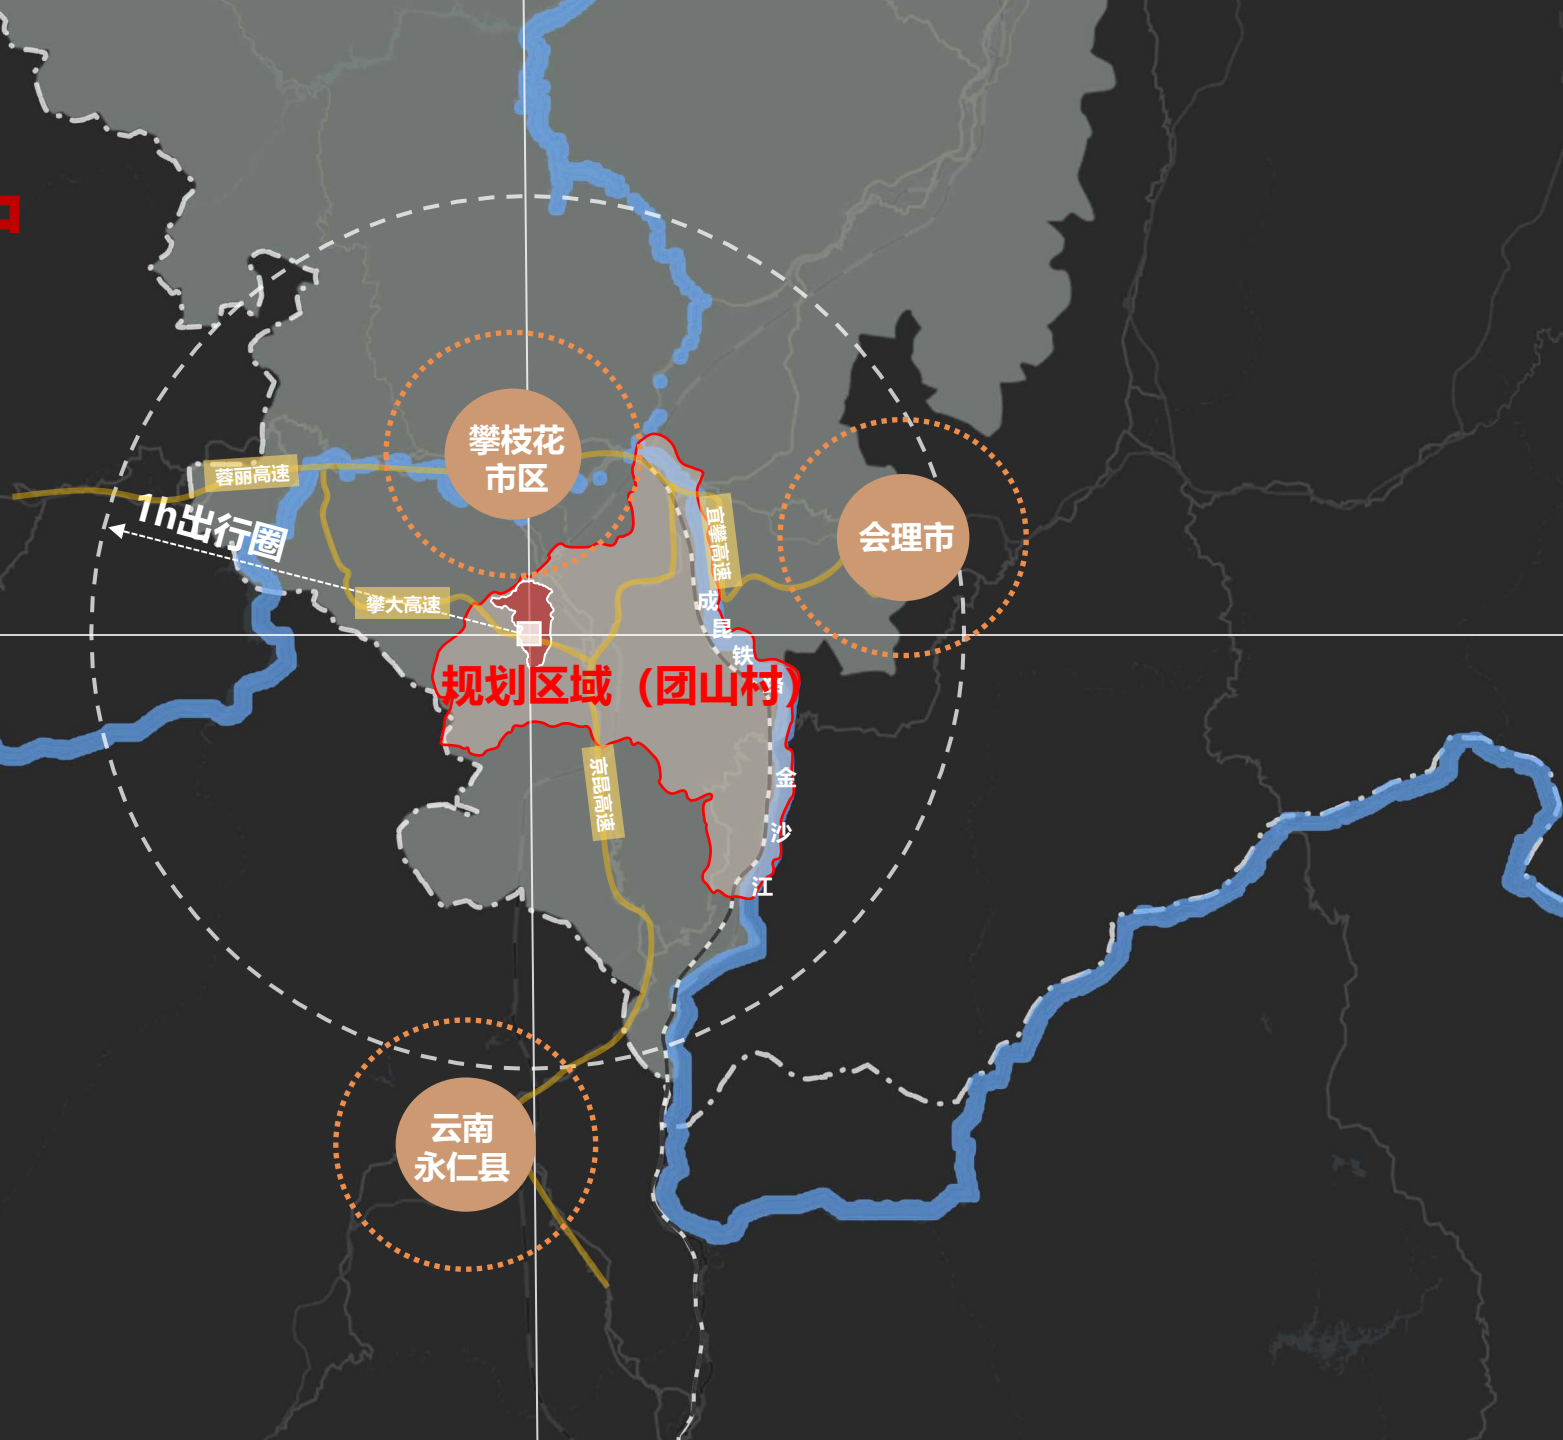 攀枝花
市区
蓉丽高速
1h出行圈
直攀高速
会理市
攀大高速
成昆铁路
规划区域（团山村）
京昆高速
金沙江
云南
永仁县